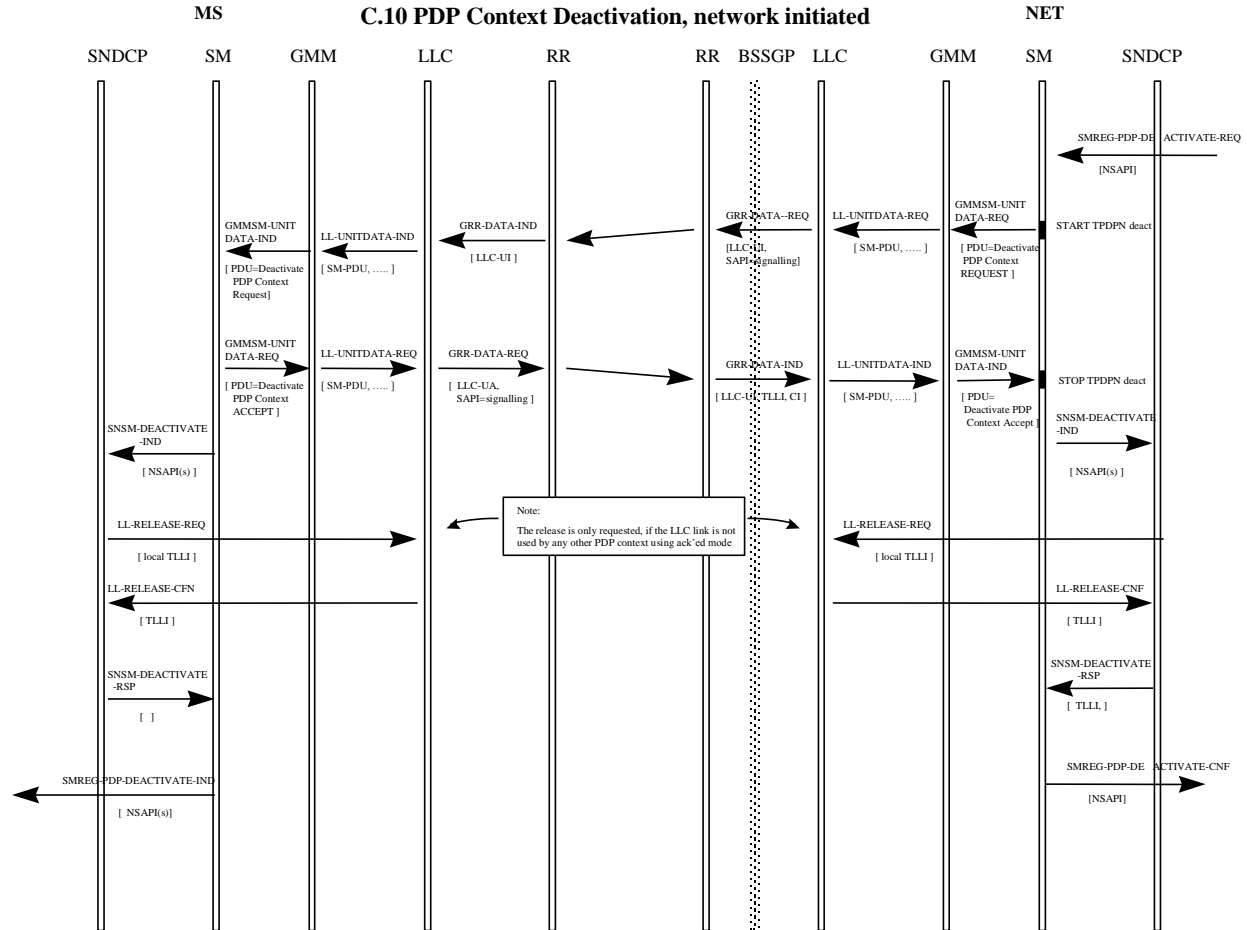 MS
C.10 PDP Context Deactivation, network initiated
NET
SNDCP SM GMM LLC RR RR BSSGP LLC GMM SM SNDCP
SMREG-PDP-DE ACTIVATE-REQ
[NSAPI]
GMMSM-UNIT
DATA-IND
[ PDU=Deactivate
PDP Context
Request]
LL-UNITDATA-IND
[ SM-PDU, ..... ]
GRR-DATA-IND
[ LLC-UI ]
GRR-DATA--REQ
[LLC-UI,
SAPI=signalling]
LL-UNITDATA-REQ
[ SM-PDU, ..... ]
GMMSM-UNIT
DATA-REQ
[ PDU=Deactivate
PDP Context
REQUEST ]
START TPDPN deact
GMMSM-UNIT
DATA-REQ
[ PDU=Deactivate
PDP Context
ACCEPT ]
LL-UNITDATA-REQ
[ SM-PDU, ..... ]
GRR-DATA-REQ
[ LLC-UA,
SAPI=signalling ]
GRR-DATA-IND
[ LLC-UI, TLLI, CI ]
LL-UNITDATA-IND
[ SM-PDU, ..... ]
GMMSM-UNIT
DATA-IND
[ PDU=
Deactivate PDP
Context Accept ]
STOP TPDPN deact
SNSM-DEACTIVATE
-IND
[ NSAPI(s) ]
SNSM-DEACTIVATE
-IND
[ NSAPI(s) ]
Note:
The release is only requested, if the LLC link is not
used by any other PDP context using ack'ed mode
LL-RELEASE-REQ
[ local TLLI ]
LL-RELEASE-REQ
[ local TLLI ]
LL-RELEASE-CFN
[ TLLI ]
LL-RELEASE-CNF
[ TLLI ]
SNSM-DEACTIVATE
-RSP
[ ]
SNSM-DEACTIVATE
-RSP
[ TLLI, ]
SMREG-PDP-DEACTIVATE-IND
[ NSAPI(s)]
SMREG-PDP-DE ACTIVATE-CNF
[NSAPI]